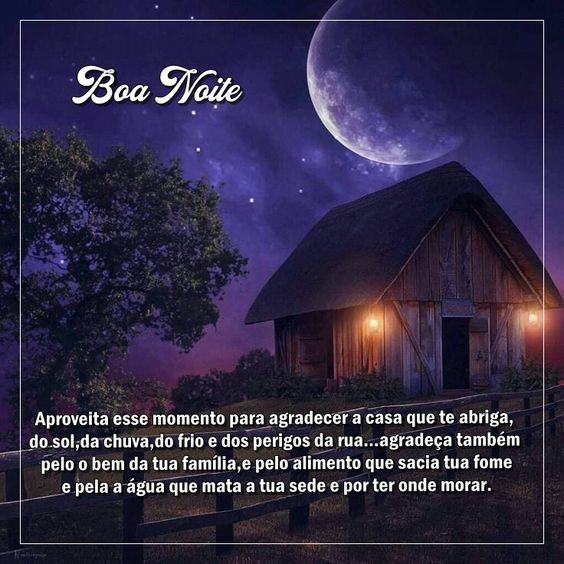 Boa Noite
Aproveita esse momento para agradecer a casa que te abriga,
do sol,da chuva,do frio e dos perigos da rua...agradeça também
pelo o bem da tua família,e pelo alimento que sacia tua fome
e pela a água que mata a tua sede e por ter onde morar.